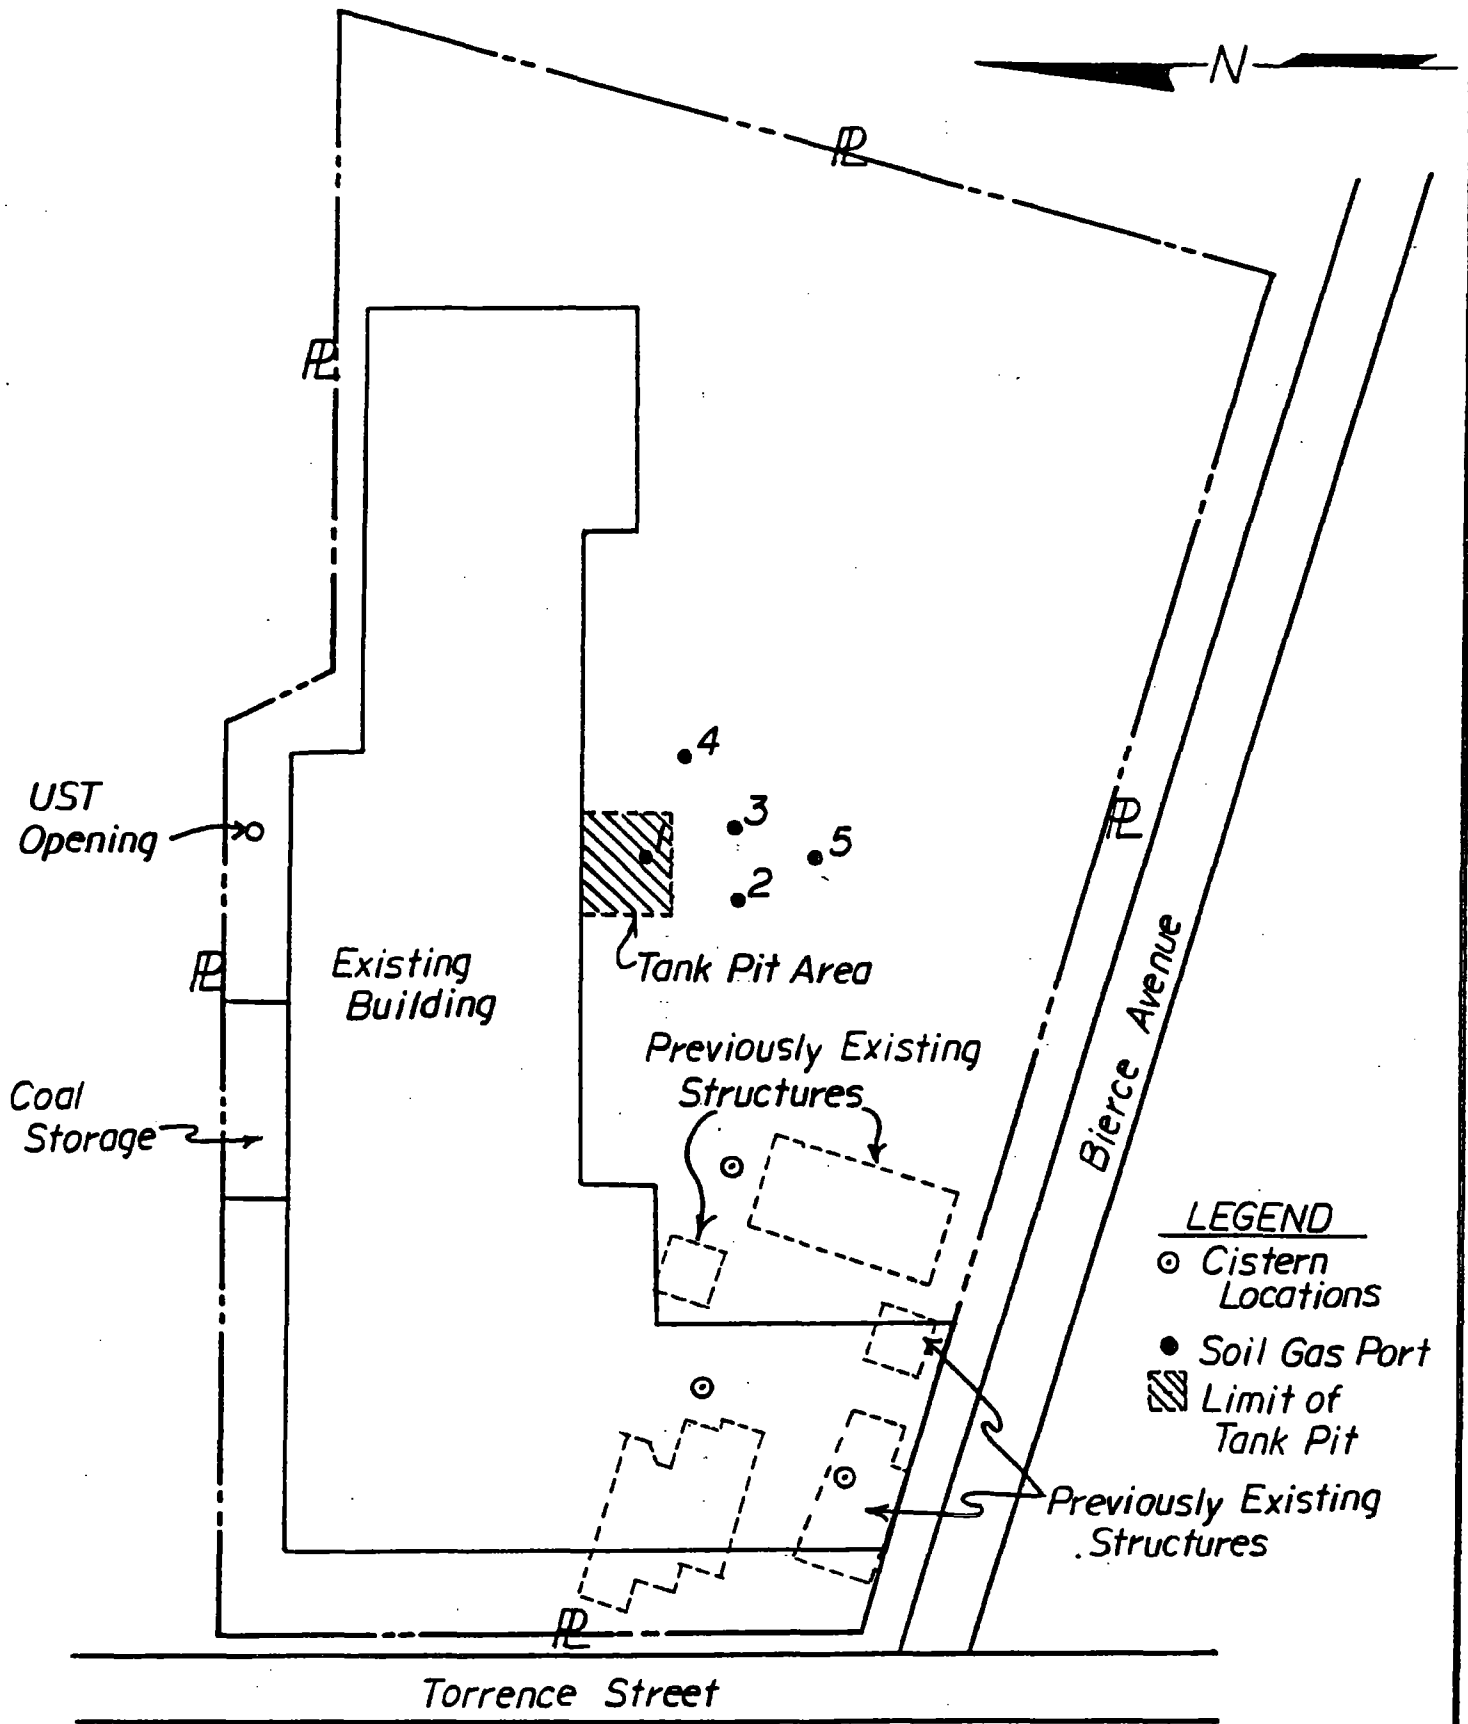 N
PL
PL
4
3
1
5
2
UST
Opening
PL
Tank Pit Area
Existing
Building
PL
Previously Existing
Structures
Bierce Avenue
Coal
Storage
LEGEND
Cistern
Locations
Soil Gas Port
Limit of
Tank Pit
Previously Existing
Structures
PL
Torrence Street